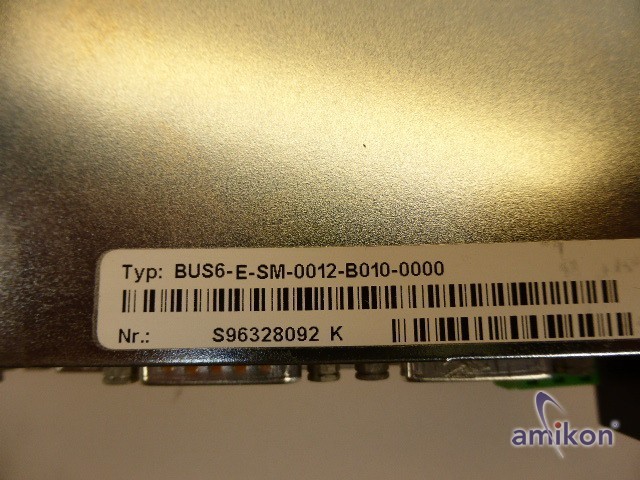 Typ: BUS6-E-SM-0012-B010-0000
Nr.: S96328092 K
amikon